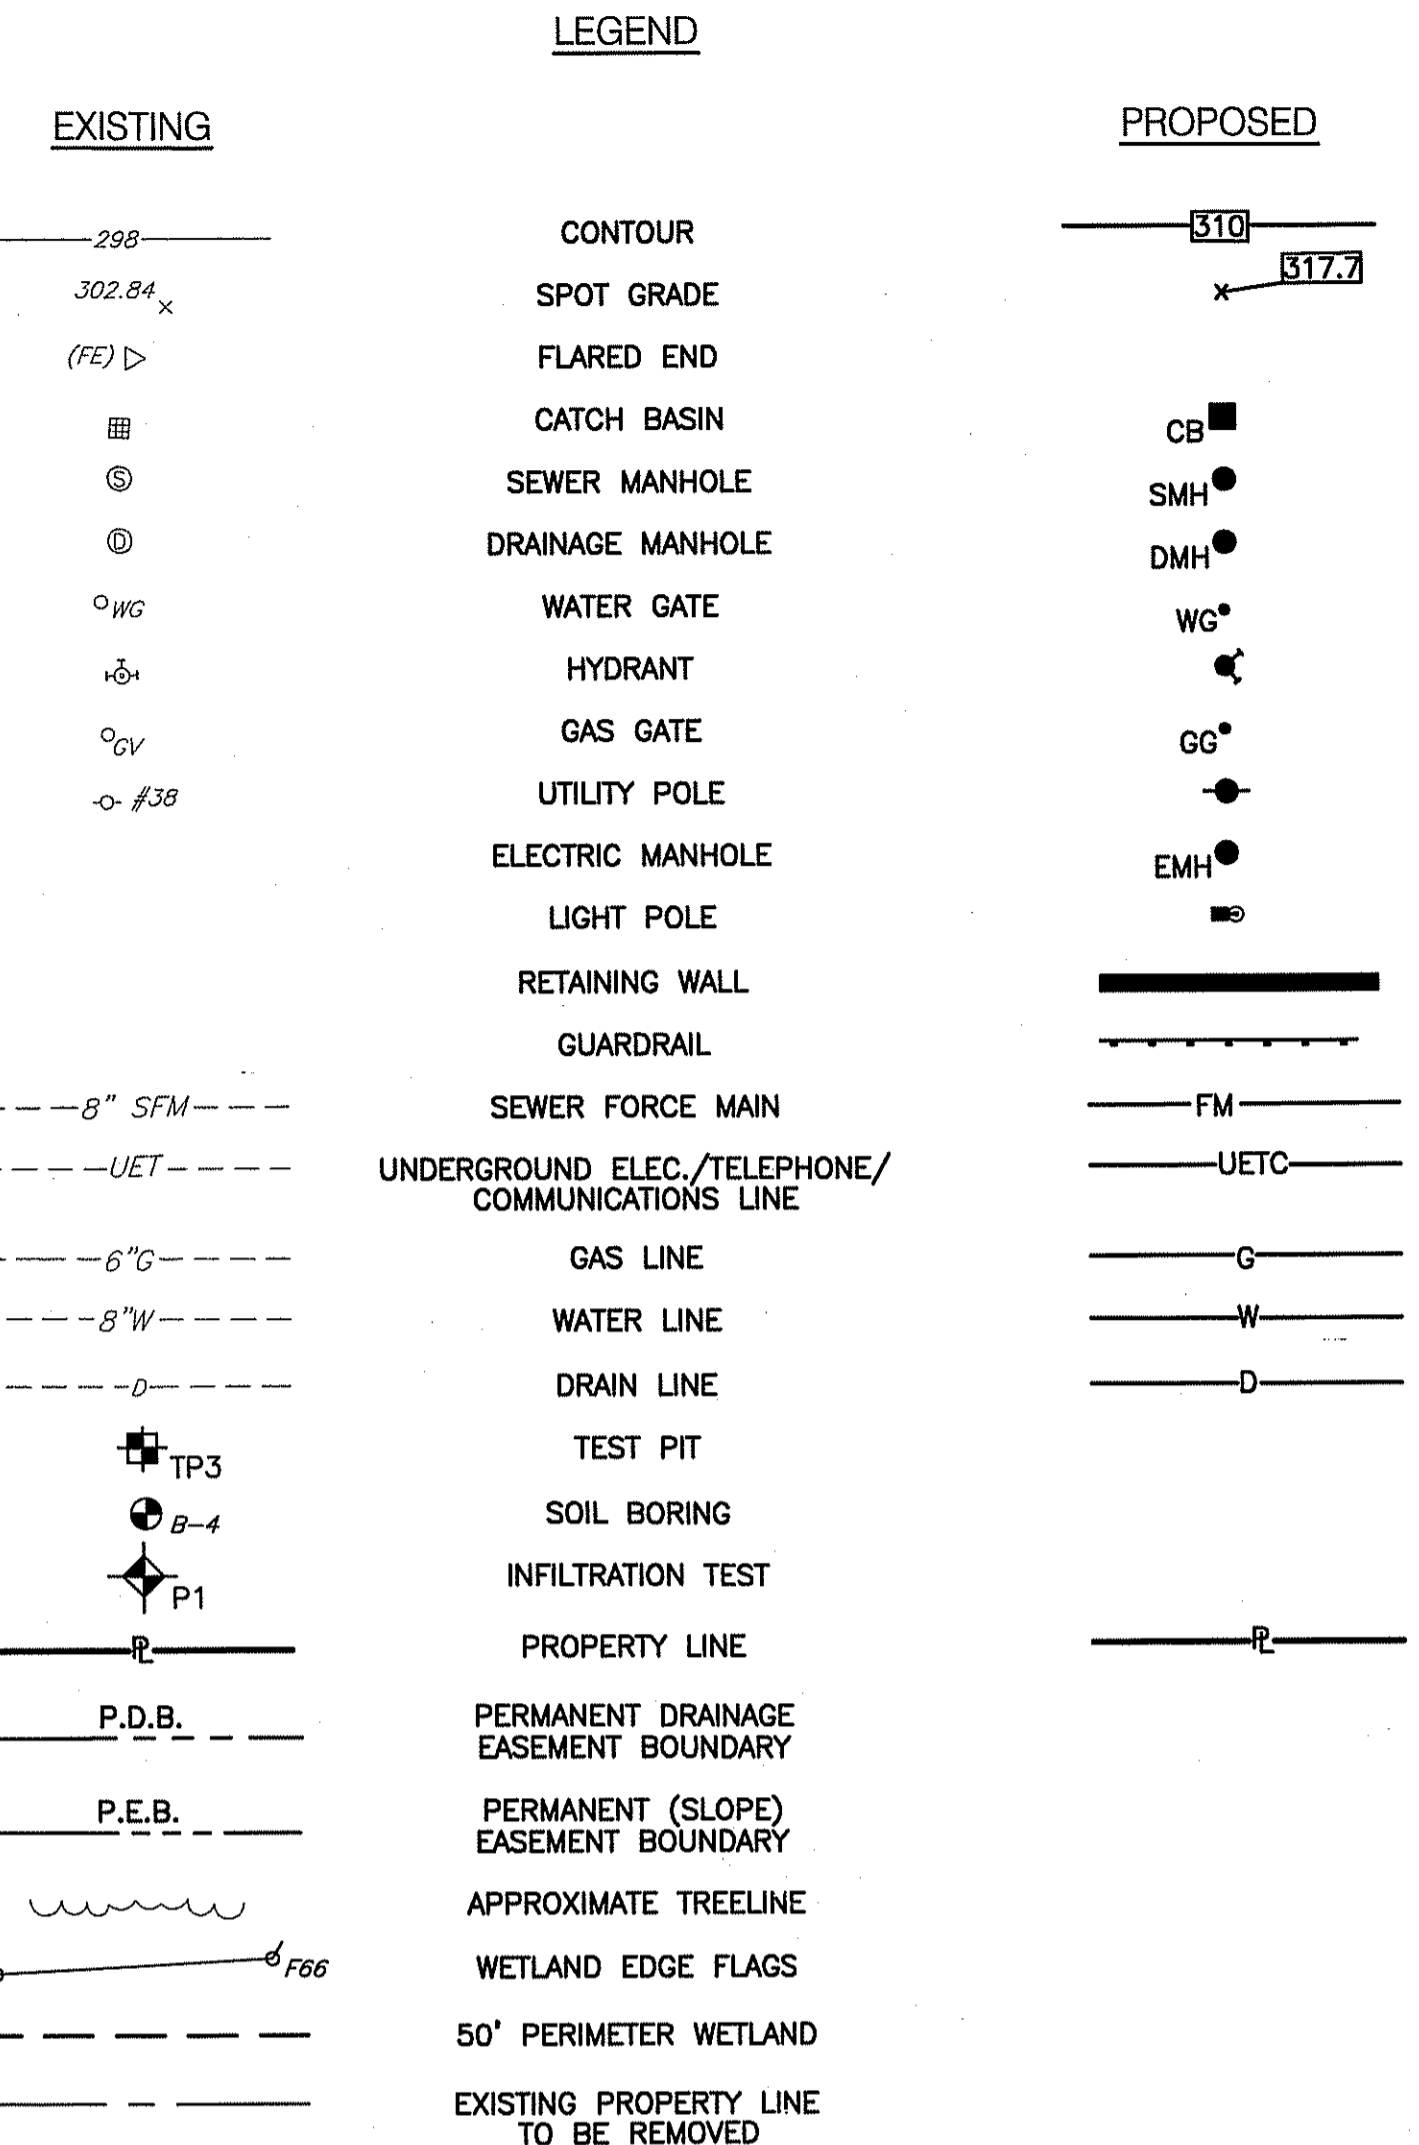 LEGEND
EXISTING
PROPOSED
298 CONTOUR 310
302.84 x SPOT GRADE x 317.7
(FE) FLARED END
CATCH BASIN CB
S SEWER MANHOLE SMH
D DRAINAGE MANHOLE DMH
WG WATER GATE WG
HYDRANT
GV GAS GATE GG
#38 UTILITY POLE
ELECTRIC MANHOLE EMH
LIGHT POLE
RETAINING WALL
GUARDRAIL
8" SFM SEWER FORCE MAIN FM
UET UNDERGROUND ELEC./TELEPHONE/ UETC
COMMUNICATIONS LINE
6"G GAS LINE G
8"W WATER LINE W
D DRAIN LINE D
TP3 TEST PIT
B-4 SOIL BORING
P1 INFILTRATION TEST
PL PROPERTY LINE PL
P.D.B. PERMANENT DRAINAGE
EASEMENT BOUNDARY
P.E.B. PERMANENT (SLOPE)
EASEMENT BOUNDARY
APPROXIMATE TREELINE
F66 WETLAND EDGE FLAGS
50' PERIMETER WETLAND
EXISTING PROPERTY LINE
TO BE REMOVED